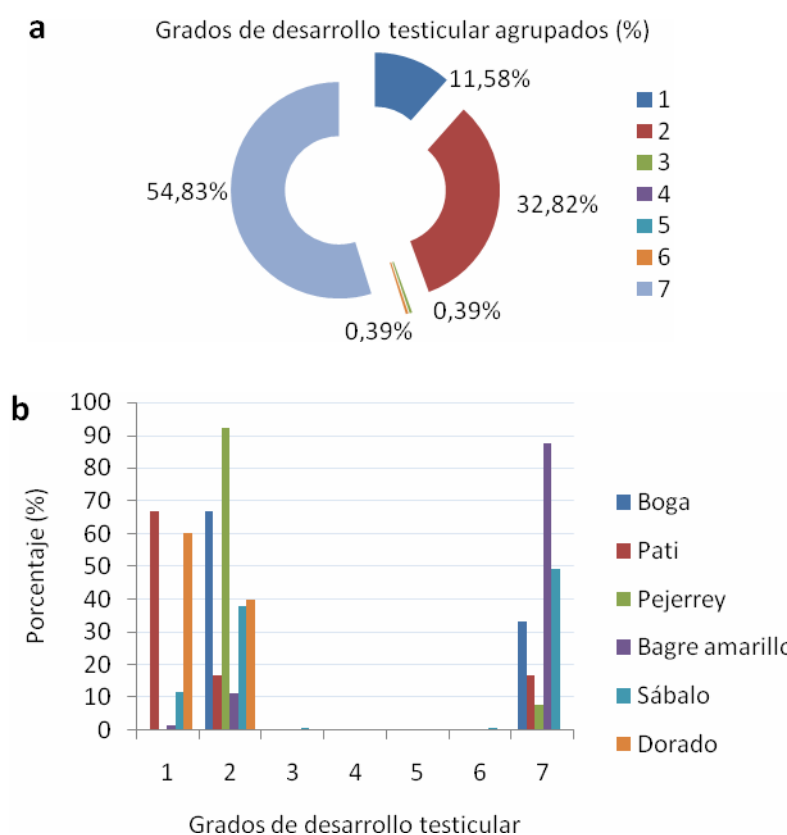 a
Grados de desarrollo testicular agrupados (%)
11,58%
54,83%
32,82%
0,39%
0,39%
1
2
3
4
5
6
7
b
Porcentaje (%)
100
90
80
70
60
50
40
30
20
10
0
1 2 3 4 5 6 7
Grados de desarrollo testicular
Boga
Pati
Pejerrey
Bagre amarillo
Sábalo
Dorado